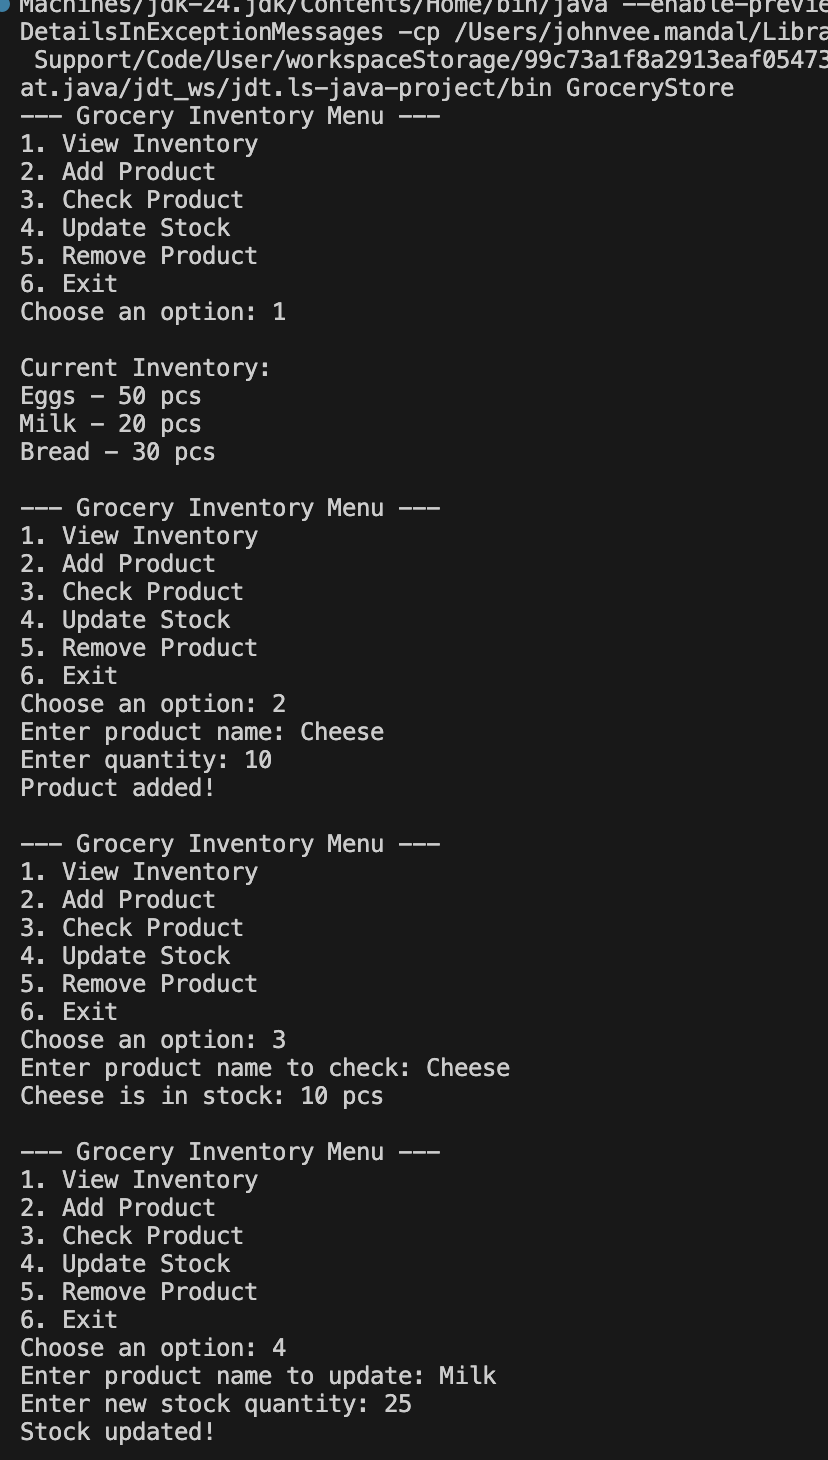 Machines/jdk-24.jdk/Contents/Home/bin/java --enable-previe
DetailsInExceptionMessages -cp /Users/johnvee.mandal/Libra
Support/Code/User/workspaceStorage/99c73a1f8a2913eaf05473
at.java/jdt_ws/jdt.ls-java-project/bin GroceryStore
--- Grocery Inventory Menu ---
1. View Inventory
2. Add Product
3. Check Product
4. Update Stock
5. Remove Product
6. Exit
Choose an option: 1

Current Inventory:
Eggs - 50 pcs
Milk - 20 pcs
Bread - 30 pcs

--- Grocery Inventory Menu ---
1. View Inventory
2. Add Product
3. Check Product
4. Update Stock
5. Remove Product
6. Exit
Choose an option: 2
Enter product name: Cheese
Enter quantity: 10
Product added!

--- Grocery Inventory Menu ---
1. View Inventory
2. Add Product
3. Check Product
4. Update Stock
5. Remove Product
6. Exit
Choose an option: 3
Enter product name to check: Cheese
Cheese is in stock: 10 pcs

--- Grocery Inventory Menu ---
1. View Inventory
2. Add Product
3. Check Product
4. Update Stock
5. Remove Product
6. Exit
Choose an option: 4
Enter product name to update: Milk
Enter new stock quantity: 25
Stock updated!